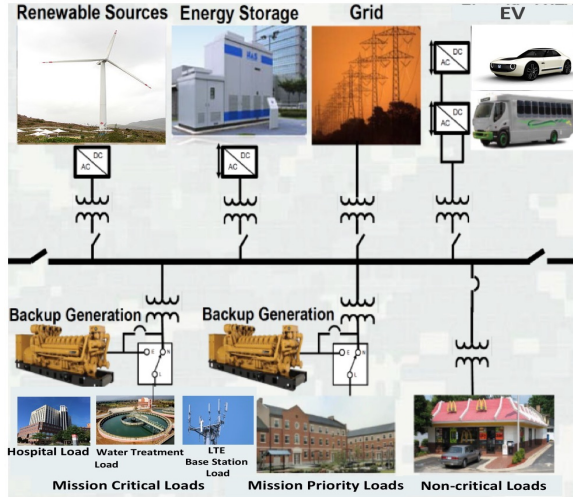 Renewable Sources
Energy Storage
Grid
EV
DC
AC
DC
AC
DC
AC
DC
AC
Backup Generation
E
N
L
Backup Generation
E
N
L
Hospital Load
Water Treatment
Load
LTE
Base Station
Load
Mission Critical Loads
Mission Priority Loads
Non-critical Loads